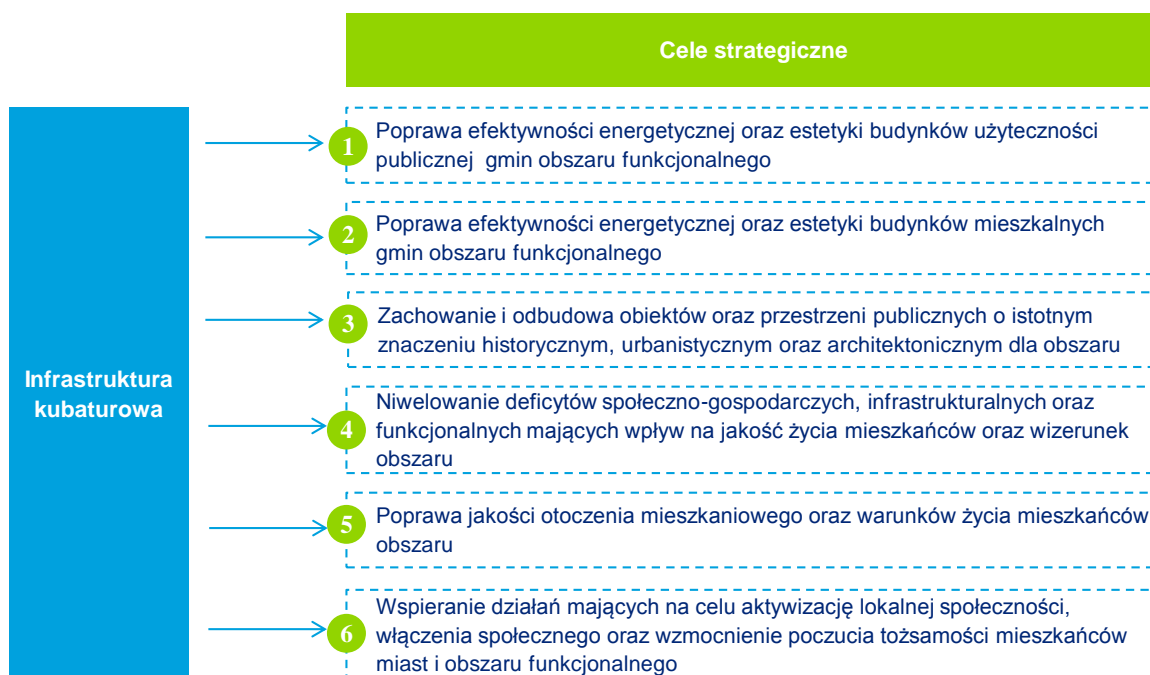 Cele strategiczne
Infrastruktura
kubaturowa
1
Poprawa efektywności energetycznej oraz estetyki budynków użyteczności
publicznej gmin obszaru funkcjonalnego
2
Poprawa efektywności energetycznej oraz estetyki budynków mieszkalnych
gmin obszaru funkcjonalnego
3
Zachowanie i odbudowa obiektów oraz przestrzeni publicznych o istotnym
znaczeniu historycznym, urbanistycznym oraz architektonicznym dla obszaru
4
Niwelowanie deficytów społeczno-gospodarczych, infrastrukturalnych oraz
funkcjonalnych mających wpływ na jakość życia mieszkańców oraz wizerunek
obszaru
5
Poprawa jakości otoczenia mieszkaniowego oraz warunków życia mieszkańców
obszaru
6
Wspieranie działań mających na celu aktywizację lokalnej społeczności,
włączenia społecznego oraz wzmocnienie poczucia tożsamości mieszkańców
miast i obszaru funkcjonalnego